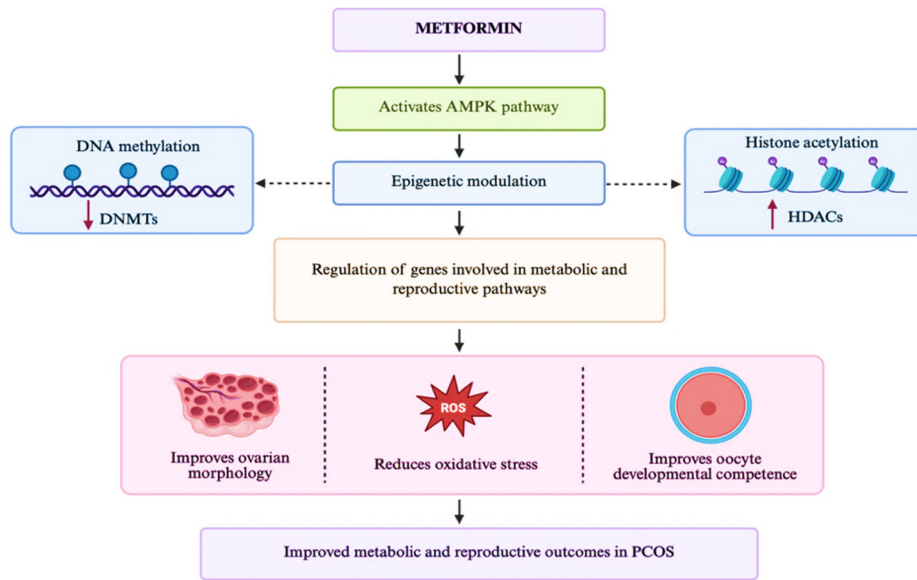 METFORMIN
Activates AMPK pathway
DNA methylation
DNMTs
Epigenetic modulation
Histone acetylation
HDACs
Regulation of genes involved in metabolic and
reproductive pathways
ROS
Improves ovarian
morphology
Reduces oxidative stress
Improves oocyte
developmental competence
Improved metabolic and reproductive outcomes in PCOS